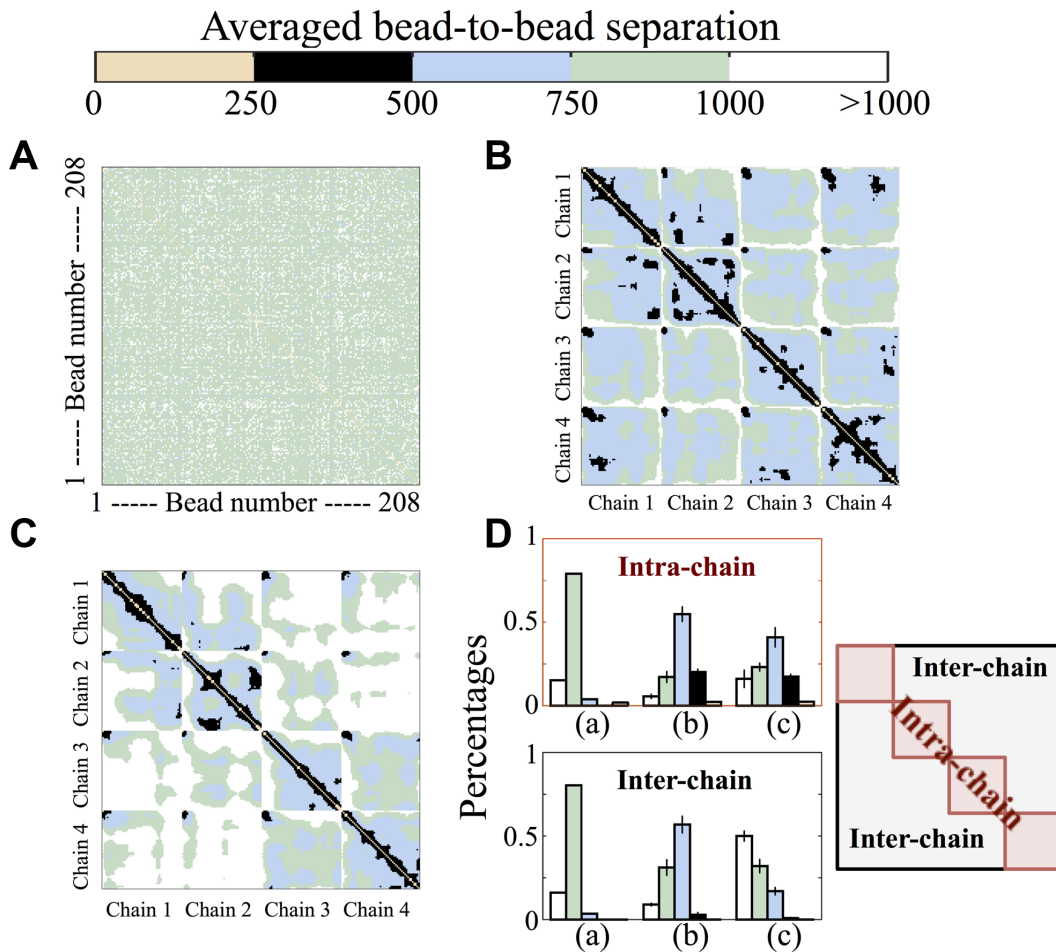 Averaged bead-to-bead separation
0 250 500 750 1000 >1000
A
1 ----- Bead number ----- 208
1 ----- Bead number ----- 208
B
Chain 1
Chain 2
Chain 3
Chain 4
Chain 1 Chain 2 Chain 3 Chain 4
C
Chain 1
Chain 2
Chain 3
Chain 4
Chain 1 Chain 2 Chain 3 Chain 4
D
Percentages
1
0.5
0
Intra-chain
(a) (b) (c)
1
0.5
0
Inter-chain
(a) (b) (c)
Inter-chain
Intra-chain
Inter-chain